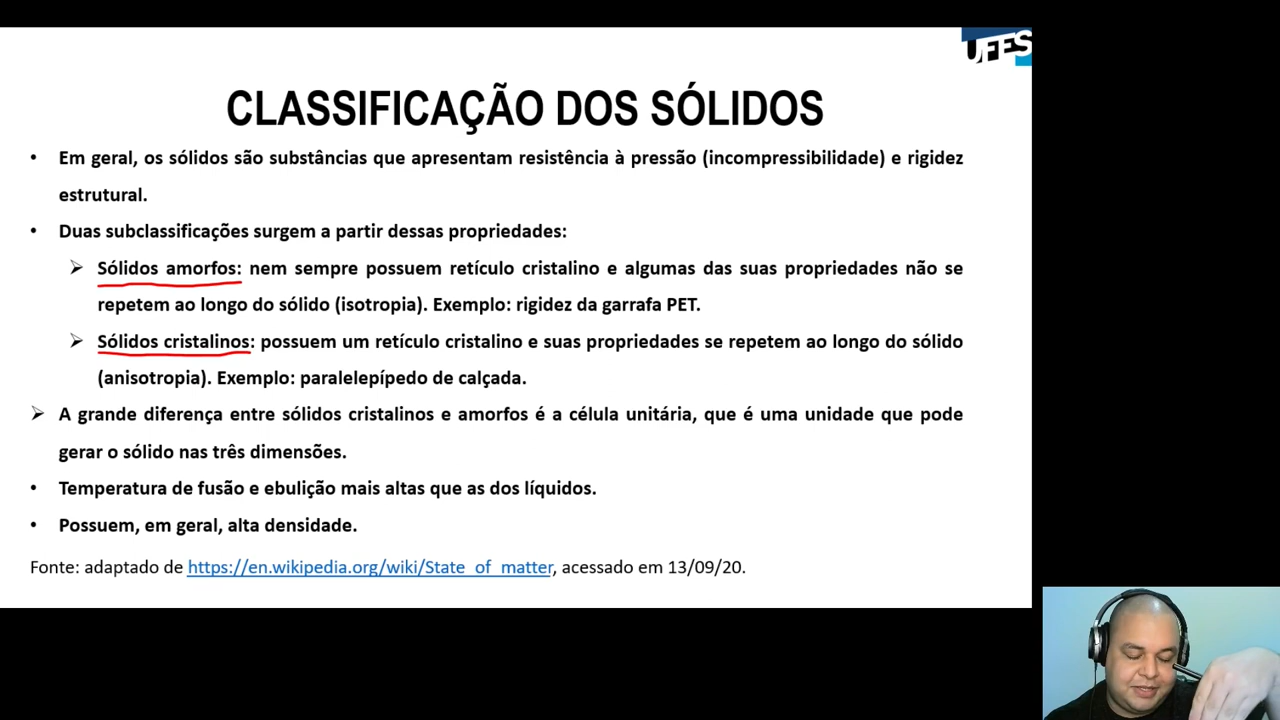 UFES
CLASSIFICAÇÃO DOS SÓLIDOS
• Em geral, os sólidos são substâncias que apresentam resistência à pressão (incompressibilidade) e rigidez
estrutural.
• Duas subclassificações surgem a partir dessas propriedades:
➢ Sólidos amorfos: nem sempre possuem retículo cristalino e algumas das suas propriedades não se
repetem ao longo do sólido (isotropia). Exemplo: rigidez da garrafa PET.
➢ Sólidos cristalinos: possuem um retículo cristalino e suas propriedades se repetem ao longo do sólido
(anisotropia). Exemplo: paralelepípedo de calçada.
➢ A grande diferença entre sólidos cristalinos e amorfos é a célula unitária, que é uma unidade que pode
gerar o sólido nas três dimensões.
• Temperatura de fusão e ebulição mais altas que as dos líquidos.
• Possuem, em geral, alta densidade.
Fonte: adaptado de https://en.wikipedia.org/wiki/State_of_matter, acessado em 13/09/20.